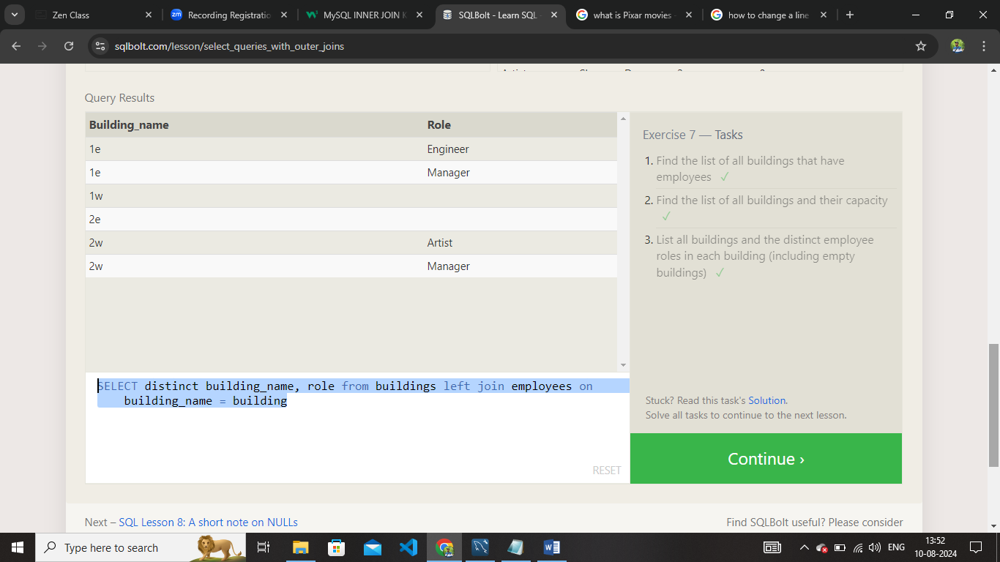 Zen Class
zm Recording Registratio
MySQL INNER JOIN K
SQLBolt - Learn SQL
what is Pixar movies
how to change a line
sqlbolt.com/lesson/select_queries_with_outer_joins
Query Results
Building_name Role
1e Engineer
1e Manager
1w
2e
2w Artist
2w Manager
SELECT distinct building_name, role from buildings left join employees on
building_name = building
RESET
Exercise 7 — Tasks
1. Find the list of all buildings that have
employees ✓
2. Find the list of all buildings and their capacity
✓
3. List all buildings and the distinct employee
roles in each building (including empty
buildings) ✓
Stuck? Read this task's Solution.
Solve all tasks to continue to the next lesson.
Continue ›
Next – SQL Lesson 8: A short note on NULLs
Find SQLBolt useful? Please consider
Type here to search
ENG
13:52
10-08-2024